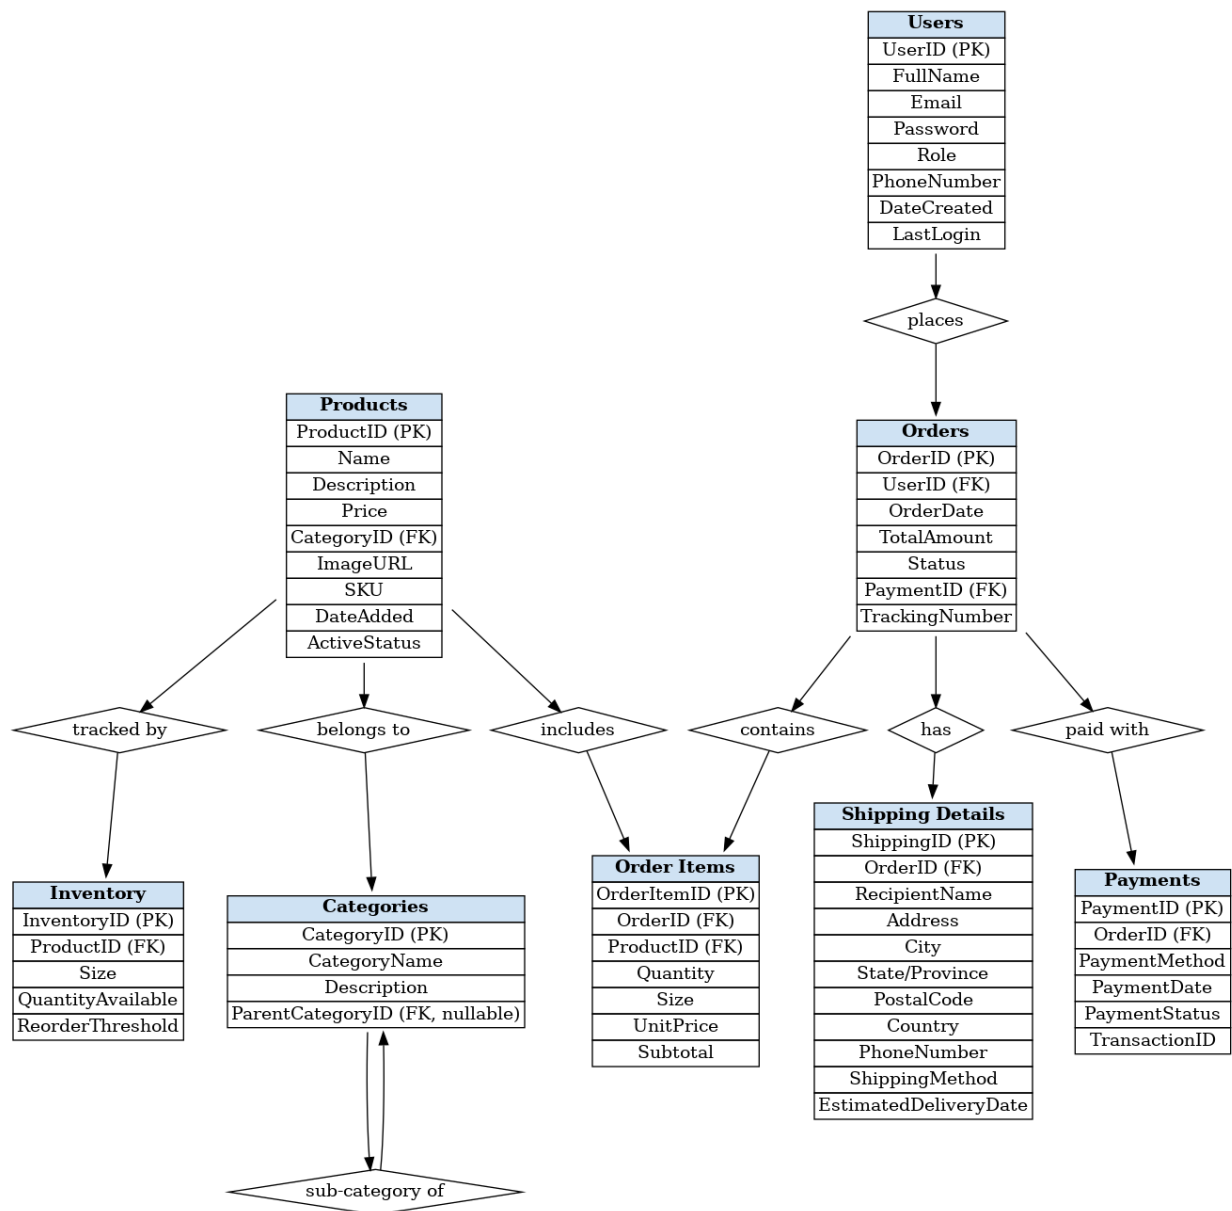 Users
UserID (PK)
FullName
Email
Password
Role
PhoneNumber
DateCreated
LastLogin
places
Products
ProductID (PK)
Name
Description
Price
CategoryID (FK)
ImageURL
SKU
DateAdded
ActiveStatus
Orders
OrderID (PK)
UserID (FK)
OrderDate
TotalAmount
Status
PaymentID (FK)
TrackingNumber
tracked by
belongs to
includes
contains
has
paid with
Inventory
InventoryID (PK)
ProductID (FK)
Size
QuantityAvailable
ReorderThreshold
Categories
CategoryID (PK)
CategoryName
Description
ParentCategoryID (FK, nullable)
Order Items
OrderItemID (PK)
OrderID (FK)
ProductID (FK)
Quantity
Size
UnitPrice
Subtotal
Shipping Details
ShippingID (PK)
OrderID (FK)
RecipientName
Address
City
State/Province
PostalCode
Country
PhoneNumber
ShippingMethod
EstimatedDeliveryDate
Payments
PaymentID (PK)
OrderID (FK)
PaymentMethod
PaymentDate
PaymentStatus
TransactionID
sub-category of